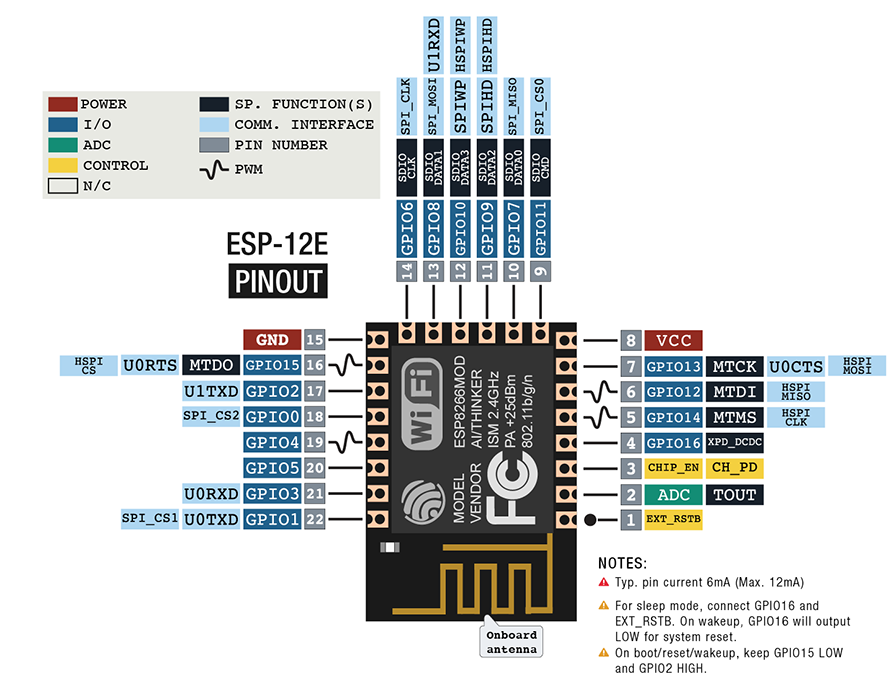 U1RXD HSPIWP HSPIHD
SPI_CLK SPI_MOSI SPIWP SPIHD SPI_MISO SPI_CS0
SDIO CLK SDIO DATA1 SDIO DATA3 SDIO DATA2 SDIO DATA0 SDIO CMD
GPIO6 GPIO8 GPIO10 GPIO9 GPIO7 GPIO11
14 13 12 11 10 9
POWER SP. FUNCTION(S)
I/O COMM. INTERFACE
ADC PIN NUMBER
CONTROL PWM
N/C
ESP-12E
PINOUT
GND 15
HSPI CS U0RTS MTDO GPIO15 16
U1TXD GPIO2 17
SPI_CS2 GPIO0 18
GPIO4 19
GPIO5 20
U0RXD GPIO3 21
SPI_CS1 U0TXD GPIO1 22
WiFi
ESP8266MOD
AI/THINKER
ISM 2.4GHz
PA +25dBm
802.11b/g/n
MODEL
VENDOR
FC
8 VCC
7 GPIO13 MTCK U0CTS HSPI MOSI
6 GPIO12 MTDI HSPI MISO
5 GPIO14 MTMS HSPI CLK
4 GPIO16 XPD_DCDC
3 CHIP_EN CH_PD
2 ADC TOUT
1 EXT_RSTB
Onboard
antenna
NOTES:
Typ. pin current 6mA (Max. 12mA)
For sleep mode, connect GPIO16 and
EXT_RSTB. On wakeup, GPIO16 will output
LOW for system reset.
On boot/reset/wakeup, keep GPIO15 LOW
and GPIO2 HIGH.